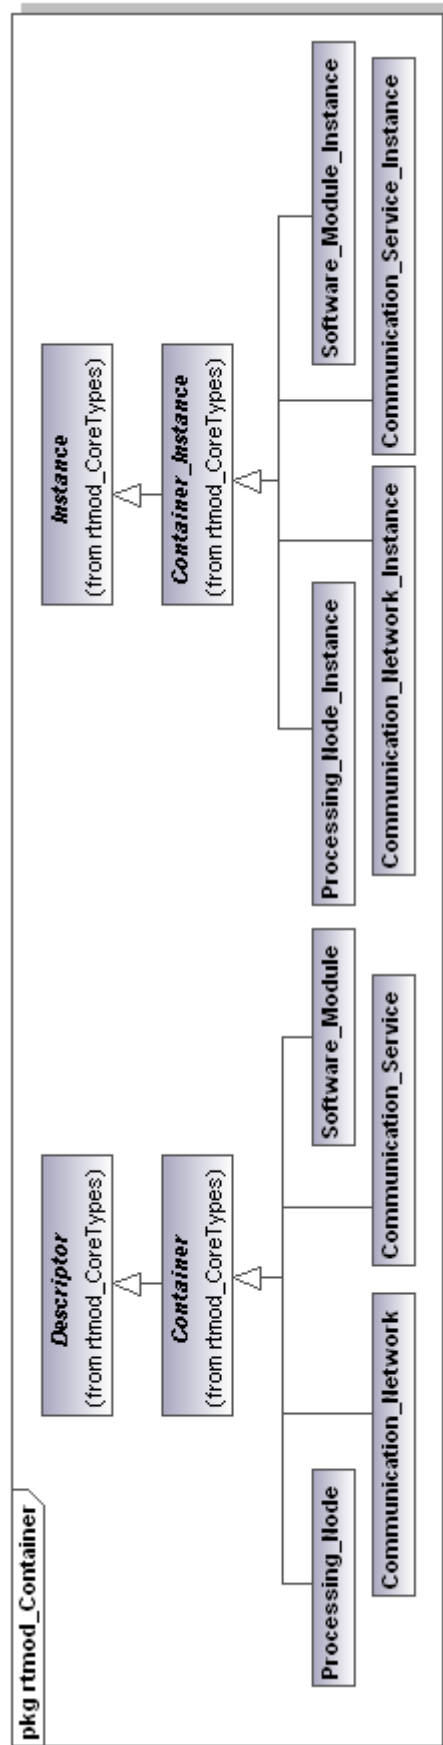 pkg rtmod_Container
Descriptor
(from rtmod_CoreTypes)
Instance
(from rtmod_CoreTypes)
Container
(from rtmod_CoreTypes)
Container_Instance
(from rtmod_CoreTypes)
Processing_Node
Software_Module
Processing_Node_Instance
Software_Module_Instance
Communication_Network
Communication_Service
Communication_Network_Instance
Communication_Service_Instance